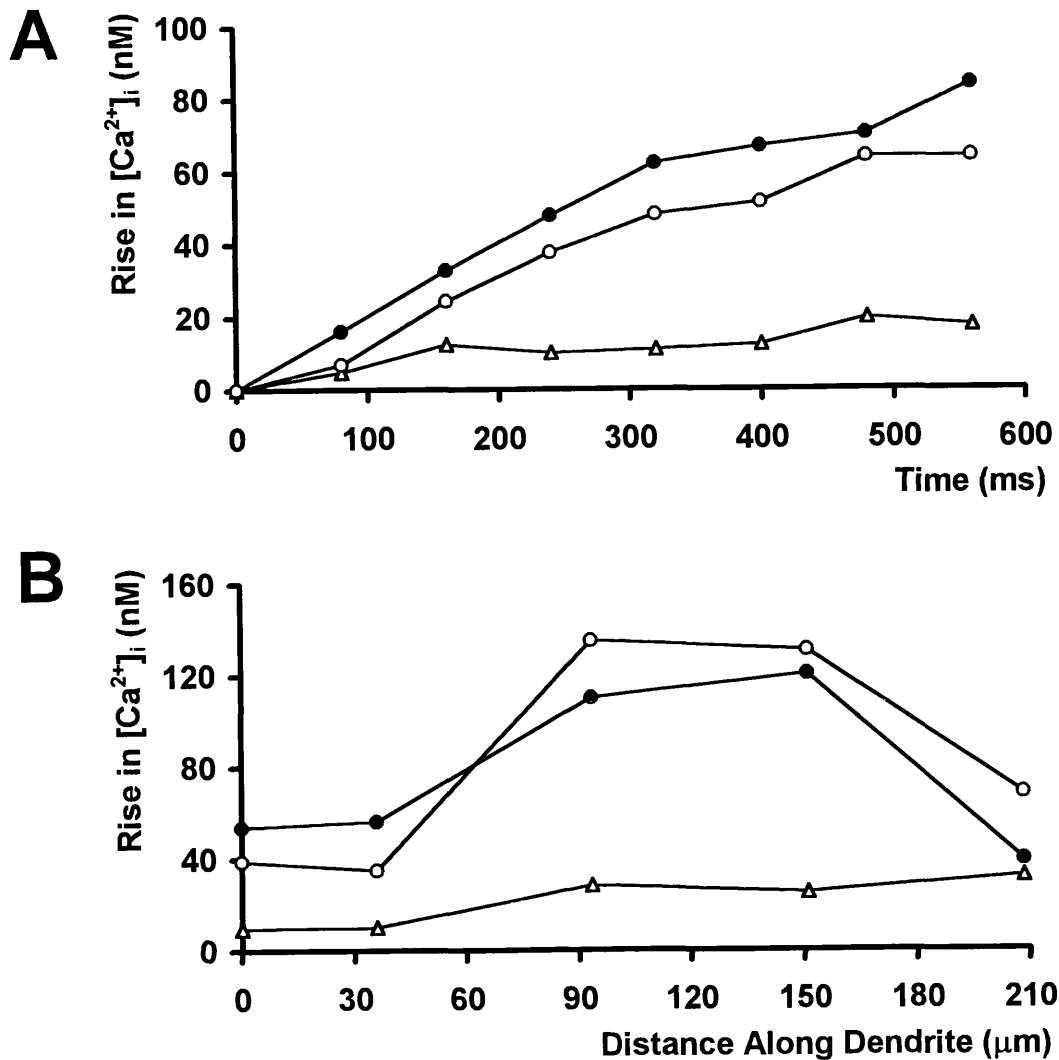 A
Rise in [Ca²⁺]ᵢ (nM)
100
80
60
40
20
0
0 100 200 300 400 500 600
Time (ms)
B
Rise in [Ca²⁺]ᵢ (nM)
160
120
80
40
0
0 30 60 90 120 150 180 210
Distance Along Dendrite (μm)